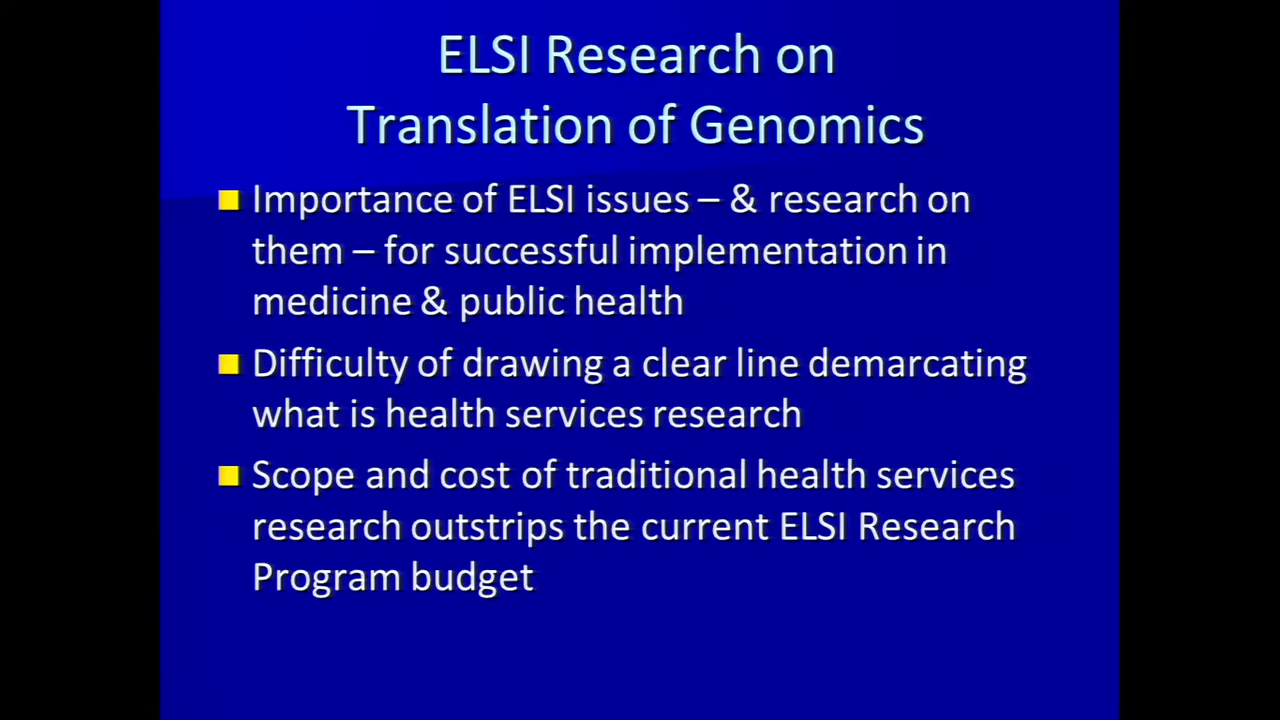 ELSI Research on
Translation of Genomics
Importance of ELSI issues – & research on
them – for successful implementation in
medicine & public health
Difficulty of drawing a clear line demarcating
what is health services research
Scope and cost of traditional health services
research outstrips the current ELSI Research
Program budget